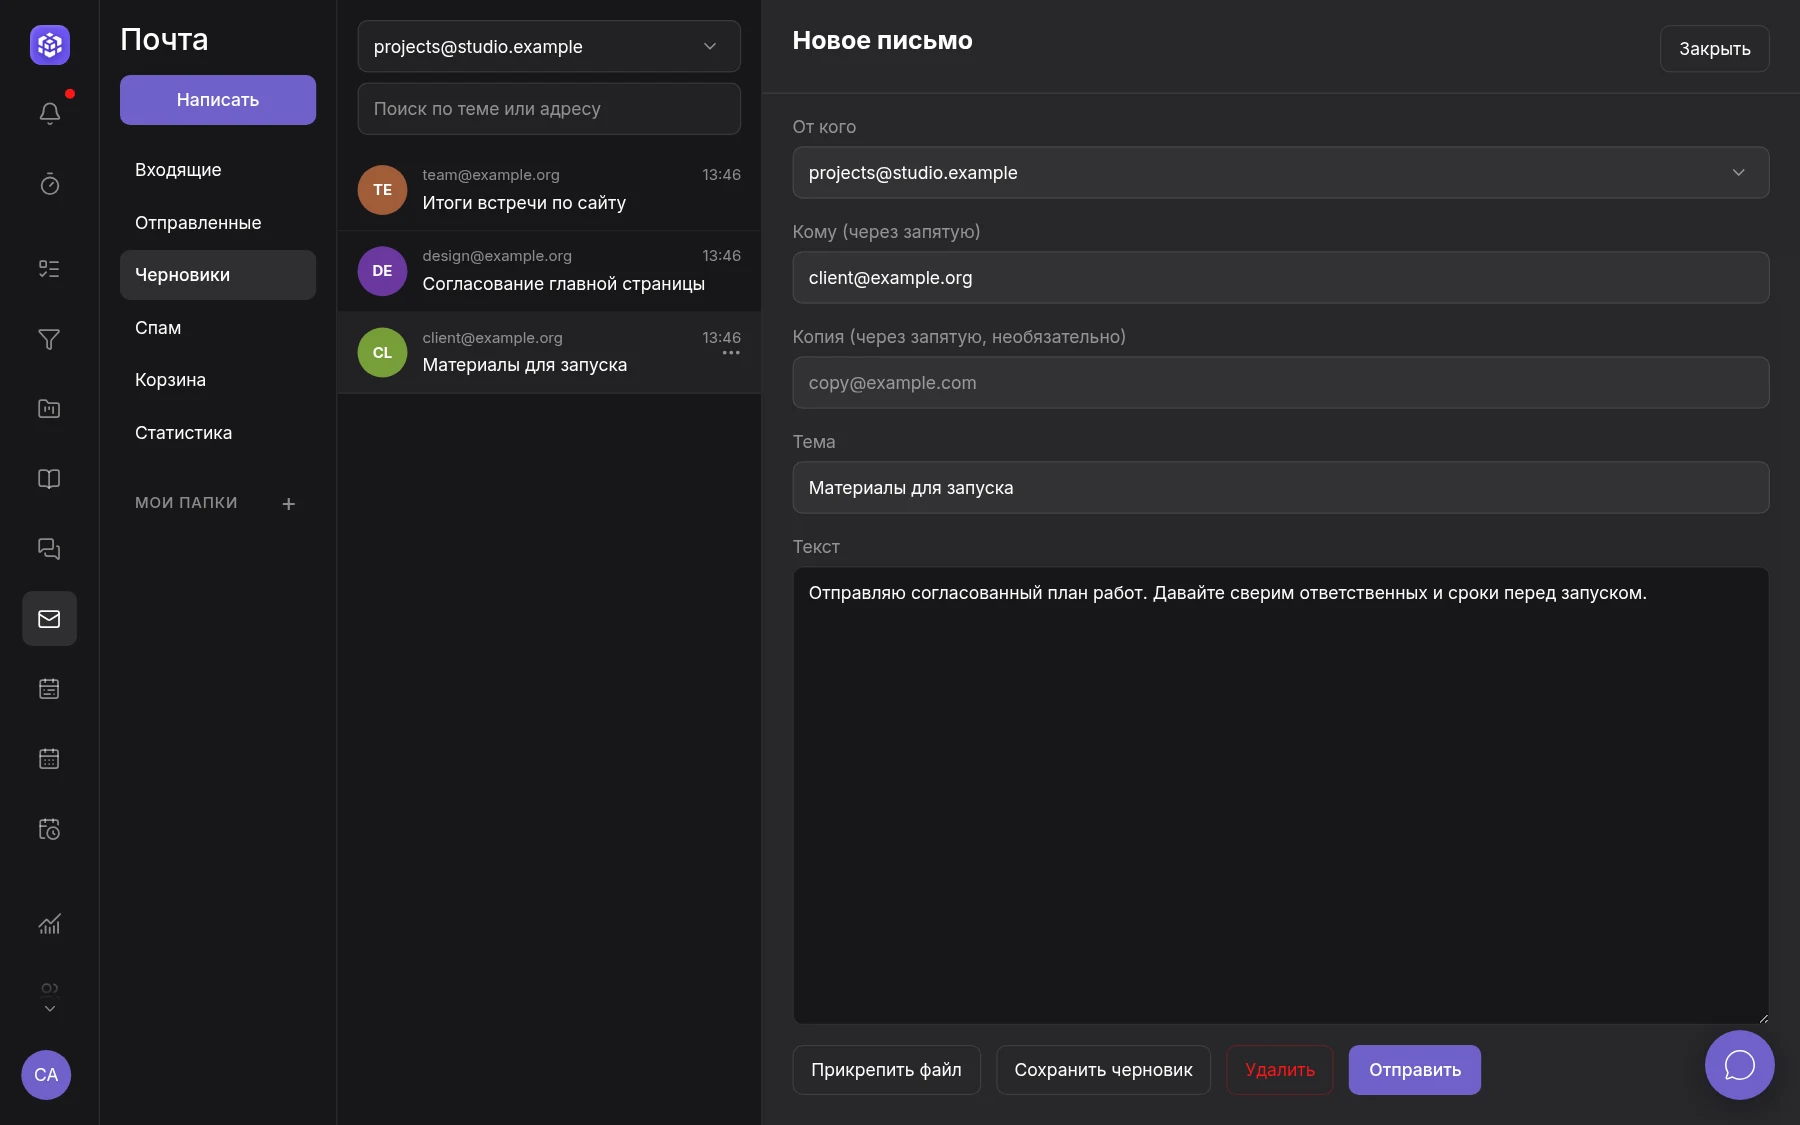 Почта
Написать
Входящие
Отправленные
Черновики
Спам
Корзина
Статистика
МОИ ПАПКИ +
CA
projects@studio.example
Поиск по теме или адресу
TE
team@example.org 13:46
Итоги встречи по сайту
DE
design@example.org 13:46
Согласование главной страницы
CL
client@example.org 13:46
Материалы для запуска
Новое письмо
Закрыть
От кого
projects@studio.example
Кому (через запятую)
client@example.org
Копия (через запятую, необязательно)
copy@example.com
Тема
Материалы для запуска
Текст
Отправляю согласованный план работ. Давайте сверим ответственных и сроки перед запуском.
Прикрепить файл
Сохранить черновик
Удалить
Отправить